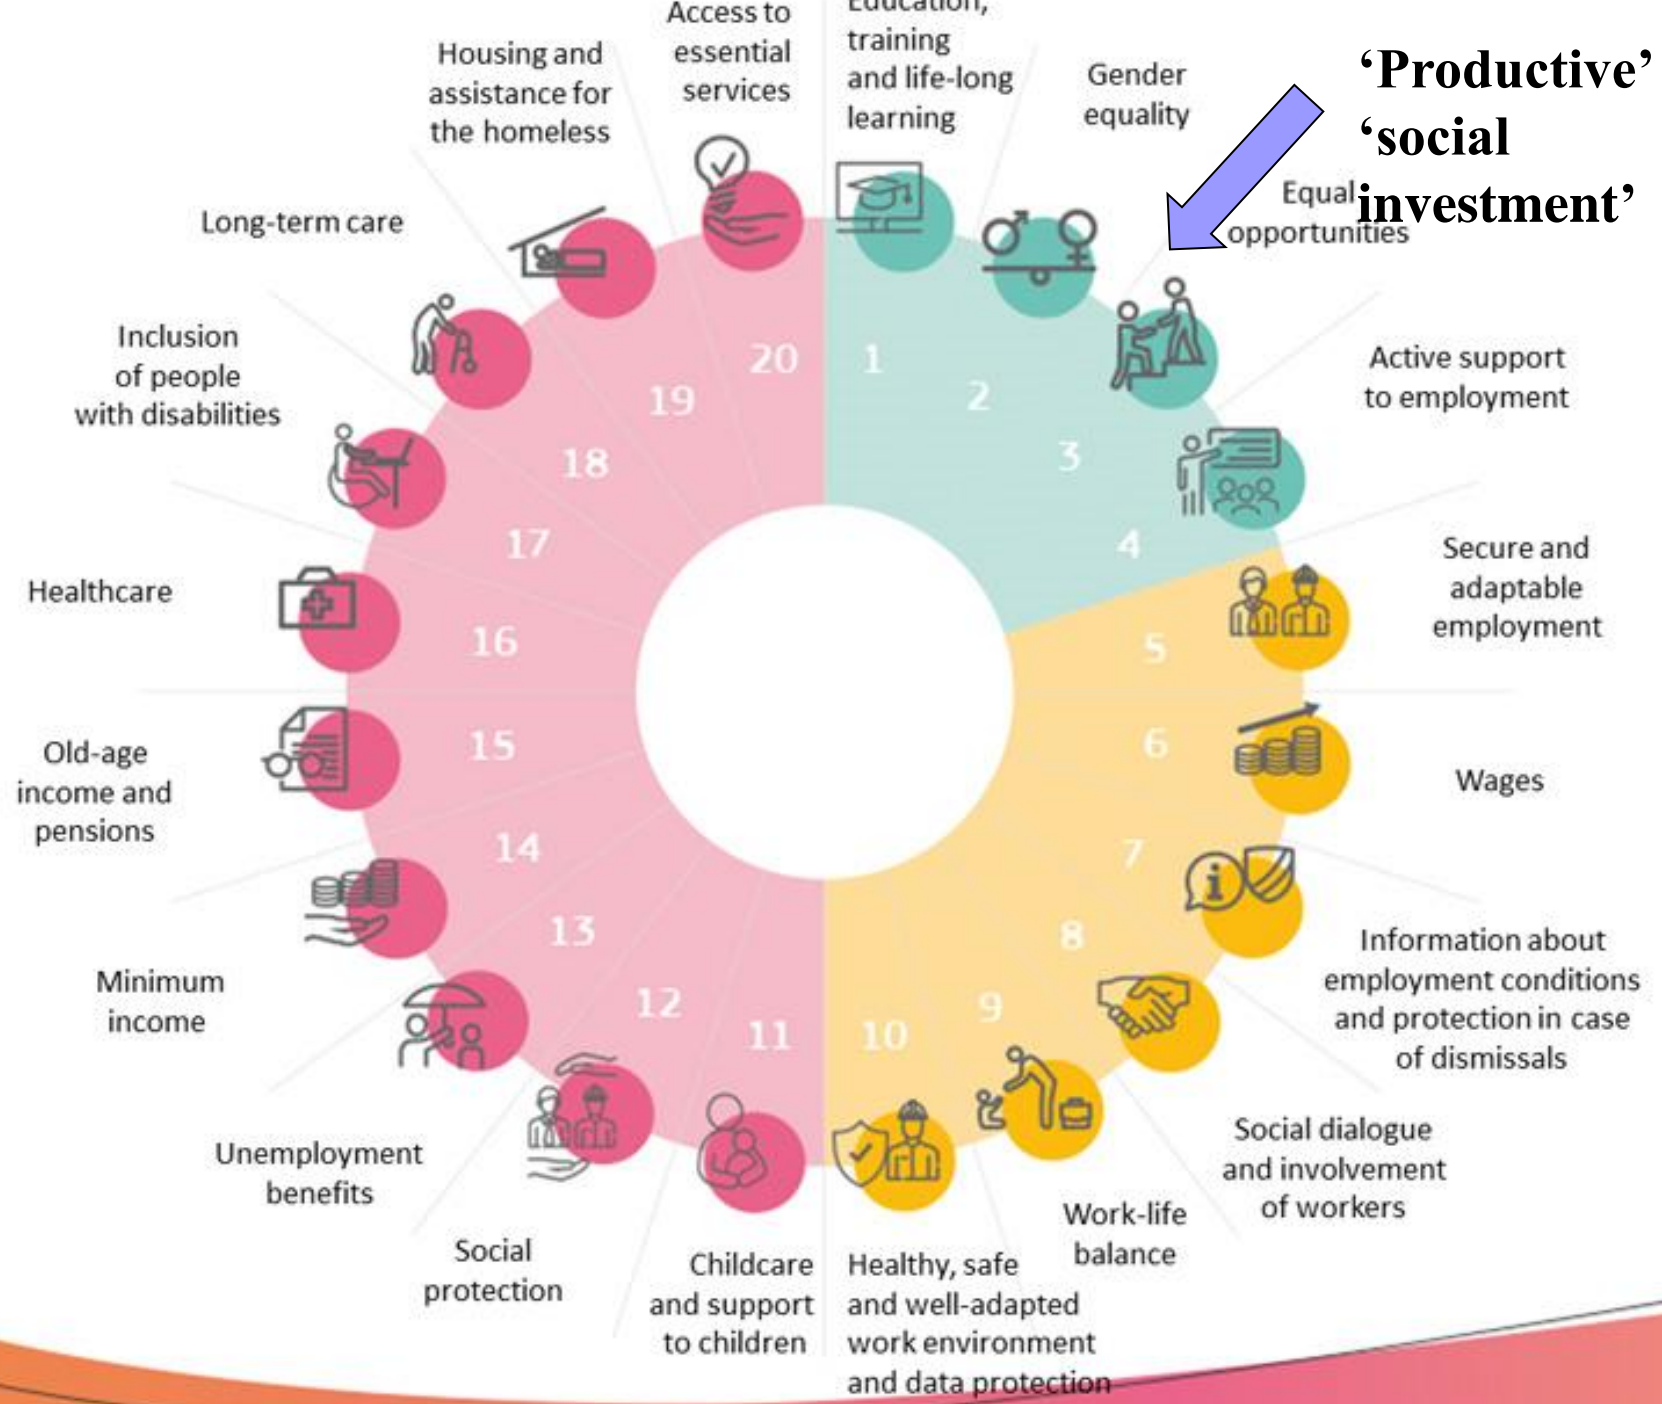 Education,
training
and life-long
learning
Gender
equality
‘Productive’
‘social
investment’
Equal
opportunities
Active support
to employment
Secure and
adaptable
employment
Wages
Information about
employment conditions
and protection in case
of dismissals
Social dialogue
and involvement
of workers
Work-life
balance
Healthy, safe
and well-adapted
work environment
and data protection
Childcare
and support
to children
Social
protection
Unemployment
benefits
Minimum
income
Old-age
income and
pensions
Healthcare
Inclusion
of people
with disabilities
Long-term care
Housing and
assistance for
the homeless
Access to
essential
services
1
2
3
4
5
6
7
8
9
10
11
12
13
14
15
16
17
18
19
20
i